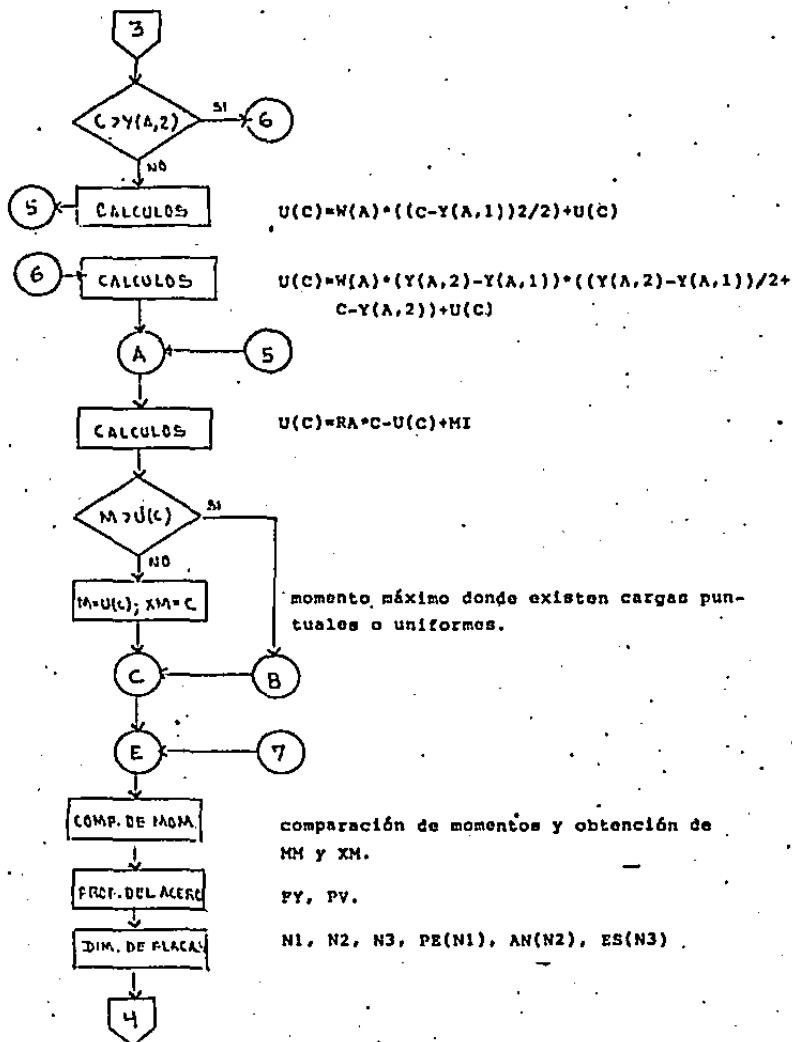 3
C>Y(A,2)
SI
6
NO
5
CALCULOS
U(C)=W(A)*((C-Y(A,1))2/2)+U(C)
6
CALCULOS
U(C)=W(A)*(Y(A,2)-Y(A,1))*((Y(A,2)-Y(A,1))/2+
C-Y(A,2))+U(C)
A
5
CALCULOS
U(C)=RA*C-U(C)+MI
M>U(C)
SI
NO
M=U(C); XM=C
momento máximo donde existen cargas pun-
tuales o uniformes.
C
B
E
7
COMP. DE MOM.
comparación de momentos y obtención de
MM y XM.
PROP. DEL ACERO
FY, PV.
DIM. DE PLACAS
N1, N2, N3, PE(N1), AN(N2), ES(N3)
4